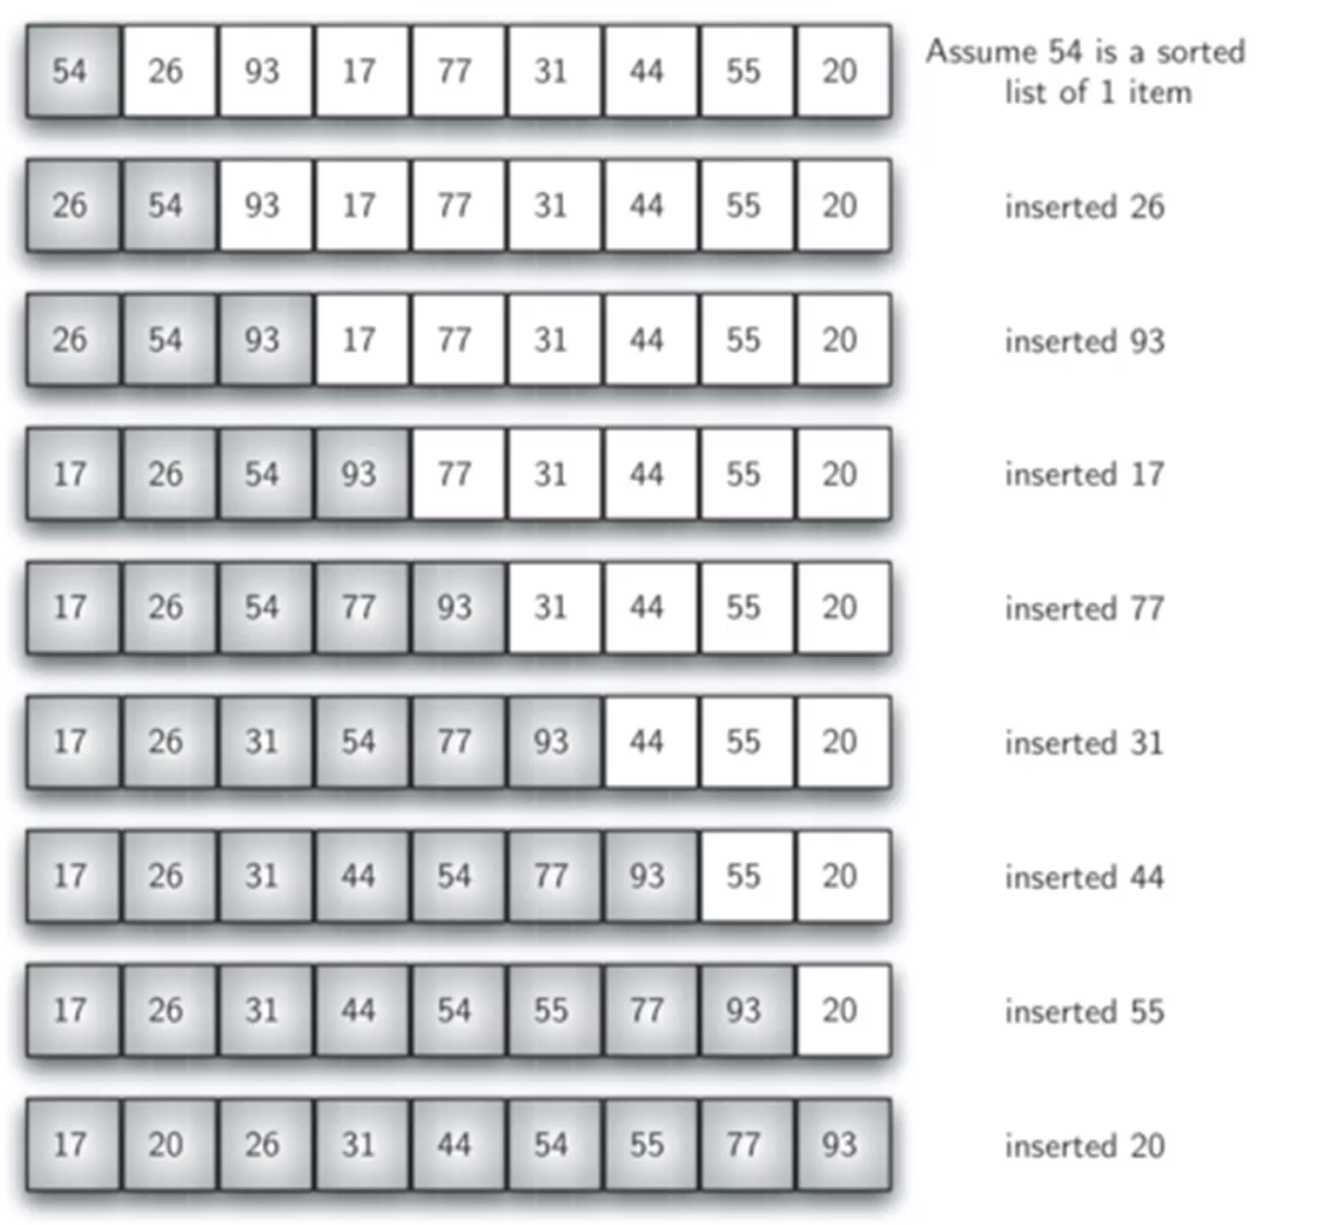 54 26 93 17 77 31 44 55 20 Assume 54 is a sorted
list of 1 item
26 54 93 17 77 31 44 55 20 inserted 26
26 54 93 17 77 31 44 55 20 inserted 93
17 26 54 93 77 31 44 55 20 inserted 17
17 26 54 77 93 31 44 55 20 inserted 77
17 26 31 54 77 93 44 55 20 inserted 31
17 26 31 44 54 77 93 55 20 inserted 44
17 26 31 44 54 55 77 93 20 inserted 55
17 20 26 31 44 54 55 77 93 inserted 20